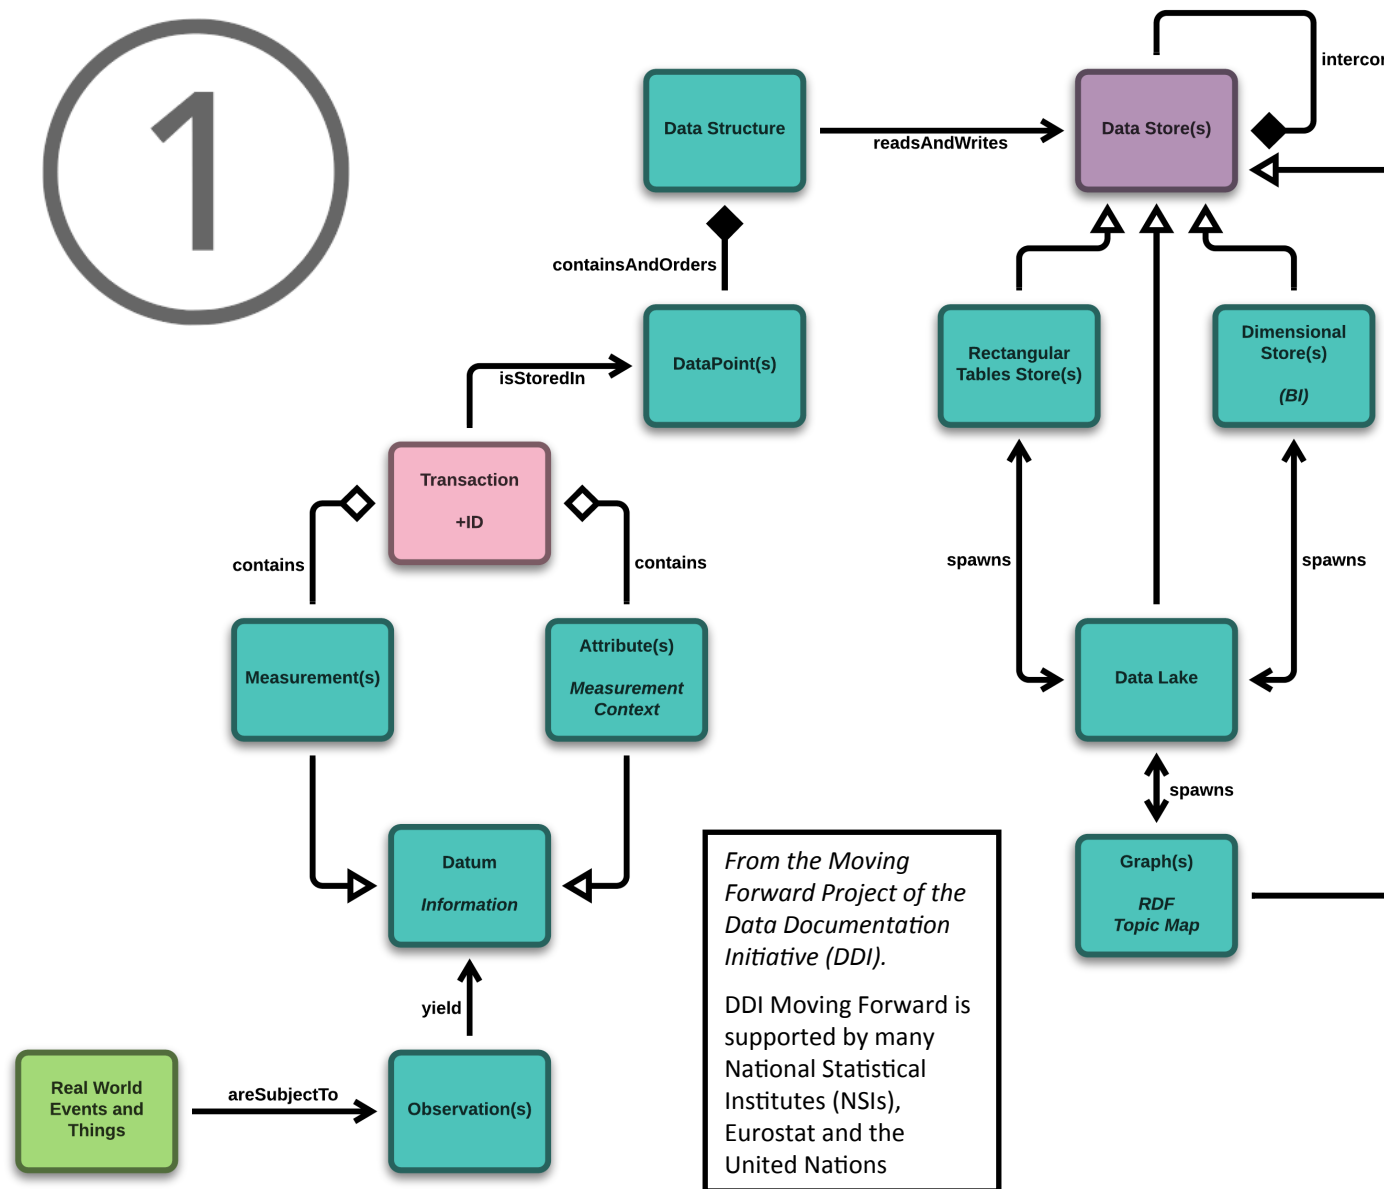 1
intercon
Data Structure
Data Store(s)
readsAndWrites
containsAndOrders
Rectangular
Tables Store(s)
Dimensional
Store(s)
(BI)
DataPoint(s)
isStoredIn
Transaction
+ID
contains
contains
spawns
spawns
Measurement(s)
Attribute(s)
Measurement
Context
Data Lake
spawns
Datum
Information
From the Moving
Forward Project of the
Data Documentation
Initiative (DDI).
DDI Moving Forward is
supported by many
National Statistical
Institutes (NSIs),
Eurostat and the
United Nations
Graph(s)
RDF
Topic Map
yield
Real World
Events and
Things
areSubjectTo
Observation(s)